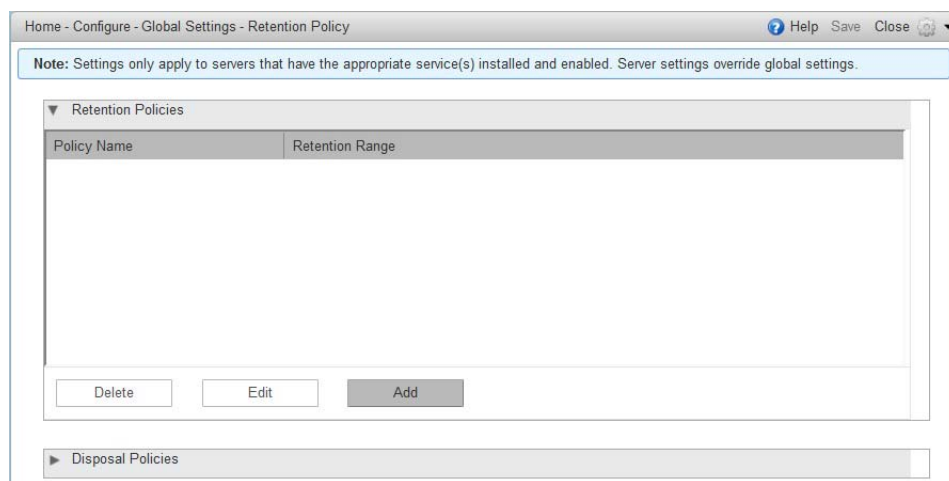 Home - Configure - Global Settings - Retention Policy Help Save Close
Note: Settings only apply to servers that have the appropriate service(s) installed and enabled. Server settings override global settings.
Retention Policies
Policy Name Retention Range
Delete Edit Add
Disposal Policies